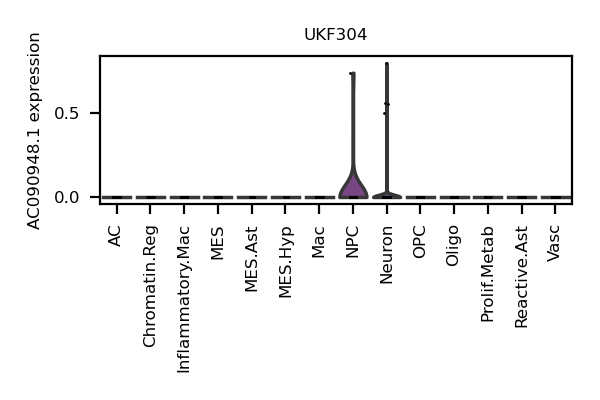 UKF304
AC090948.1 expression
0.5
0.0
AC
Chromatin.Reg
Inflammatory.Mac
MES
MES.Ast
MES.Hyp
Mac
NPC
Neuron
OPC
Oligo
Prolif.Metab
Reactive.Ast
Vasc